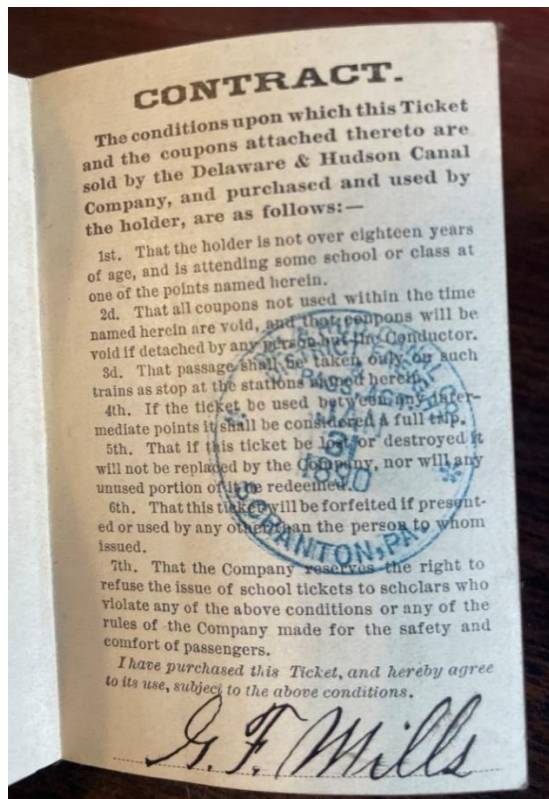 CONTRACT.
The conditions upon which this Ticket
and the coupons attached thereto are
sold by the Delaware & Hudson Canal
Company, and purchased and used by
the holder, are as follows:—
1st. That the holder is not over eighteen years
of age, and is attending some school or class at
one of the points named herein.
2d. That all coupons not used within the time
named herein are void, and that coupons will be
void if detached by any person but the Conductor.
3d. That passage shall be taken only on such
trains as stop at the stations named herein.
4th. If the ticket be used between any inter-
mediate points it shall be considered a full trip.
5th. That if this ticket be lost or destroyed it
will not be replaced by the Company, nor will any
unused portion of it be redeemed.
6th. That this ticket will be forfeited if present-
ed or used by any other than the person to whom
issued.
7th. That the Company reserves the right to
refuse the issue of school tickets to scholars who
violate any of the above conditions or any of the
rules of the Company made for the safety and
comfort of passengers.
I have purchased this Ticket, and hereby agree
to its use, subject to the above conditions.
G. F. Mills
CANAL CO.
JAN
31
1890
SCRANTON, PA.